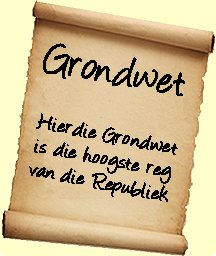 Grondwet
Hierdie Grondwet
is die hoogste reg
van die Republiek